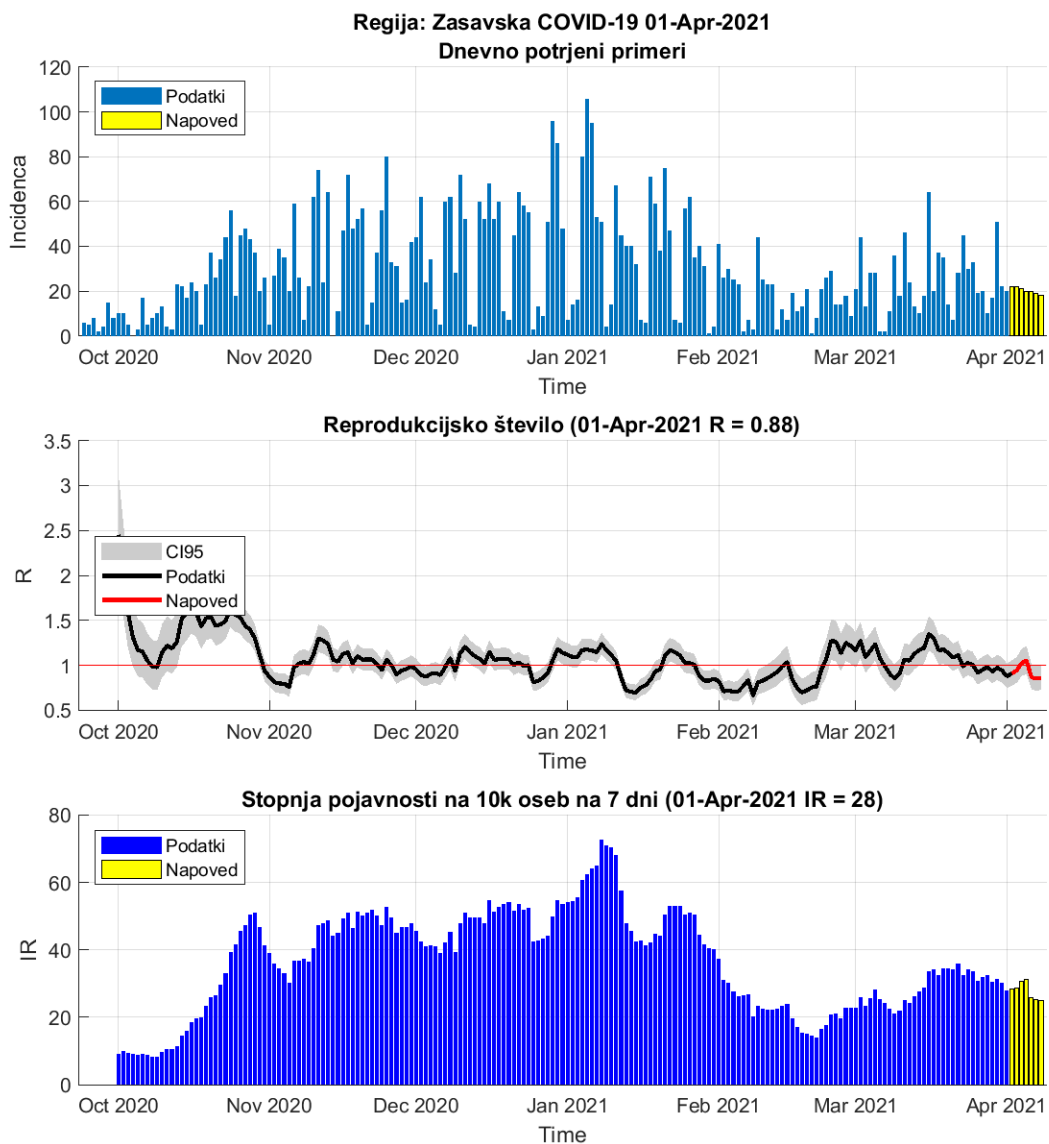 Regija: Zasavska COVID-19 01-Apr-2021
Dnevno potrjeni primeri
120
100
80
60
40
20
0
Incidenca
Podatki
Napoved
Oct 2020 Nov 2020 Dec 2020 Jan 2021 Feb 2021 Mar 2021 Apr 2021
Time
Reprodukcijsko število (01-Apr-2021 R = 0.88)
3.5
3
2.5
2
1.5
1
0.5
R
CI95
Podatki
Napoved
Oct 2020 Nov 2020 Dec 2020 Jan 2021 Feb 2021 Mar 2021 Apr 2021
Time
Stopnja pojavnosti na 10k oseb na 7 dni (01-Apr-2021 IR = 28)
80
60
40
20
0
IR
Podatki
Napoved
Oct 2020 Nov 2020 Dec 2020 Jan 2021 Feb 2021 Mar 2021 Apr 2021
Time